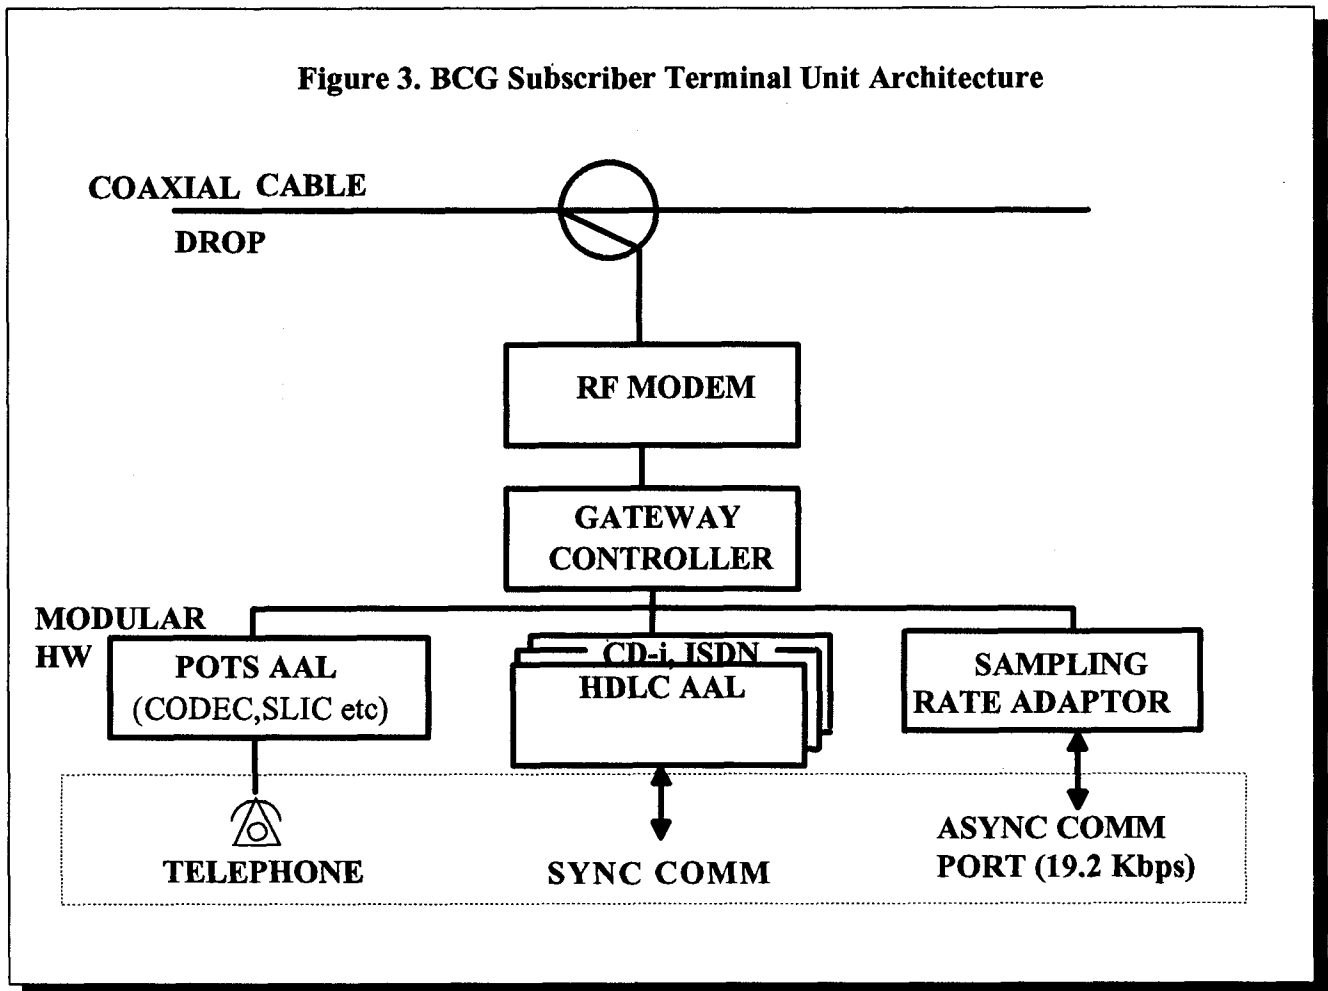 Figure 3. BCG Subscriber Terminal Unit Architecture
COAXIAL CABLE
DROP
RF MODEM
GATEWAY
CONTROLLER
MODULAR
HW
POTS AAL
(CODEC,SLIC etc)
CD-i, ISDN
HDLC AAL
SAMPLING
RATE ADAPTOR
TELEPHONE
SYNC COMM
ASYNC COMM
PORT (19.2 Kbps)